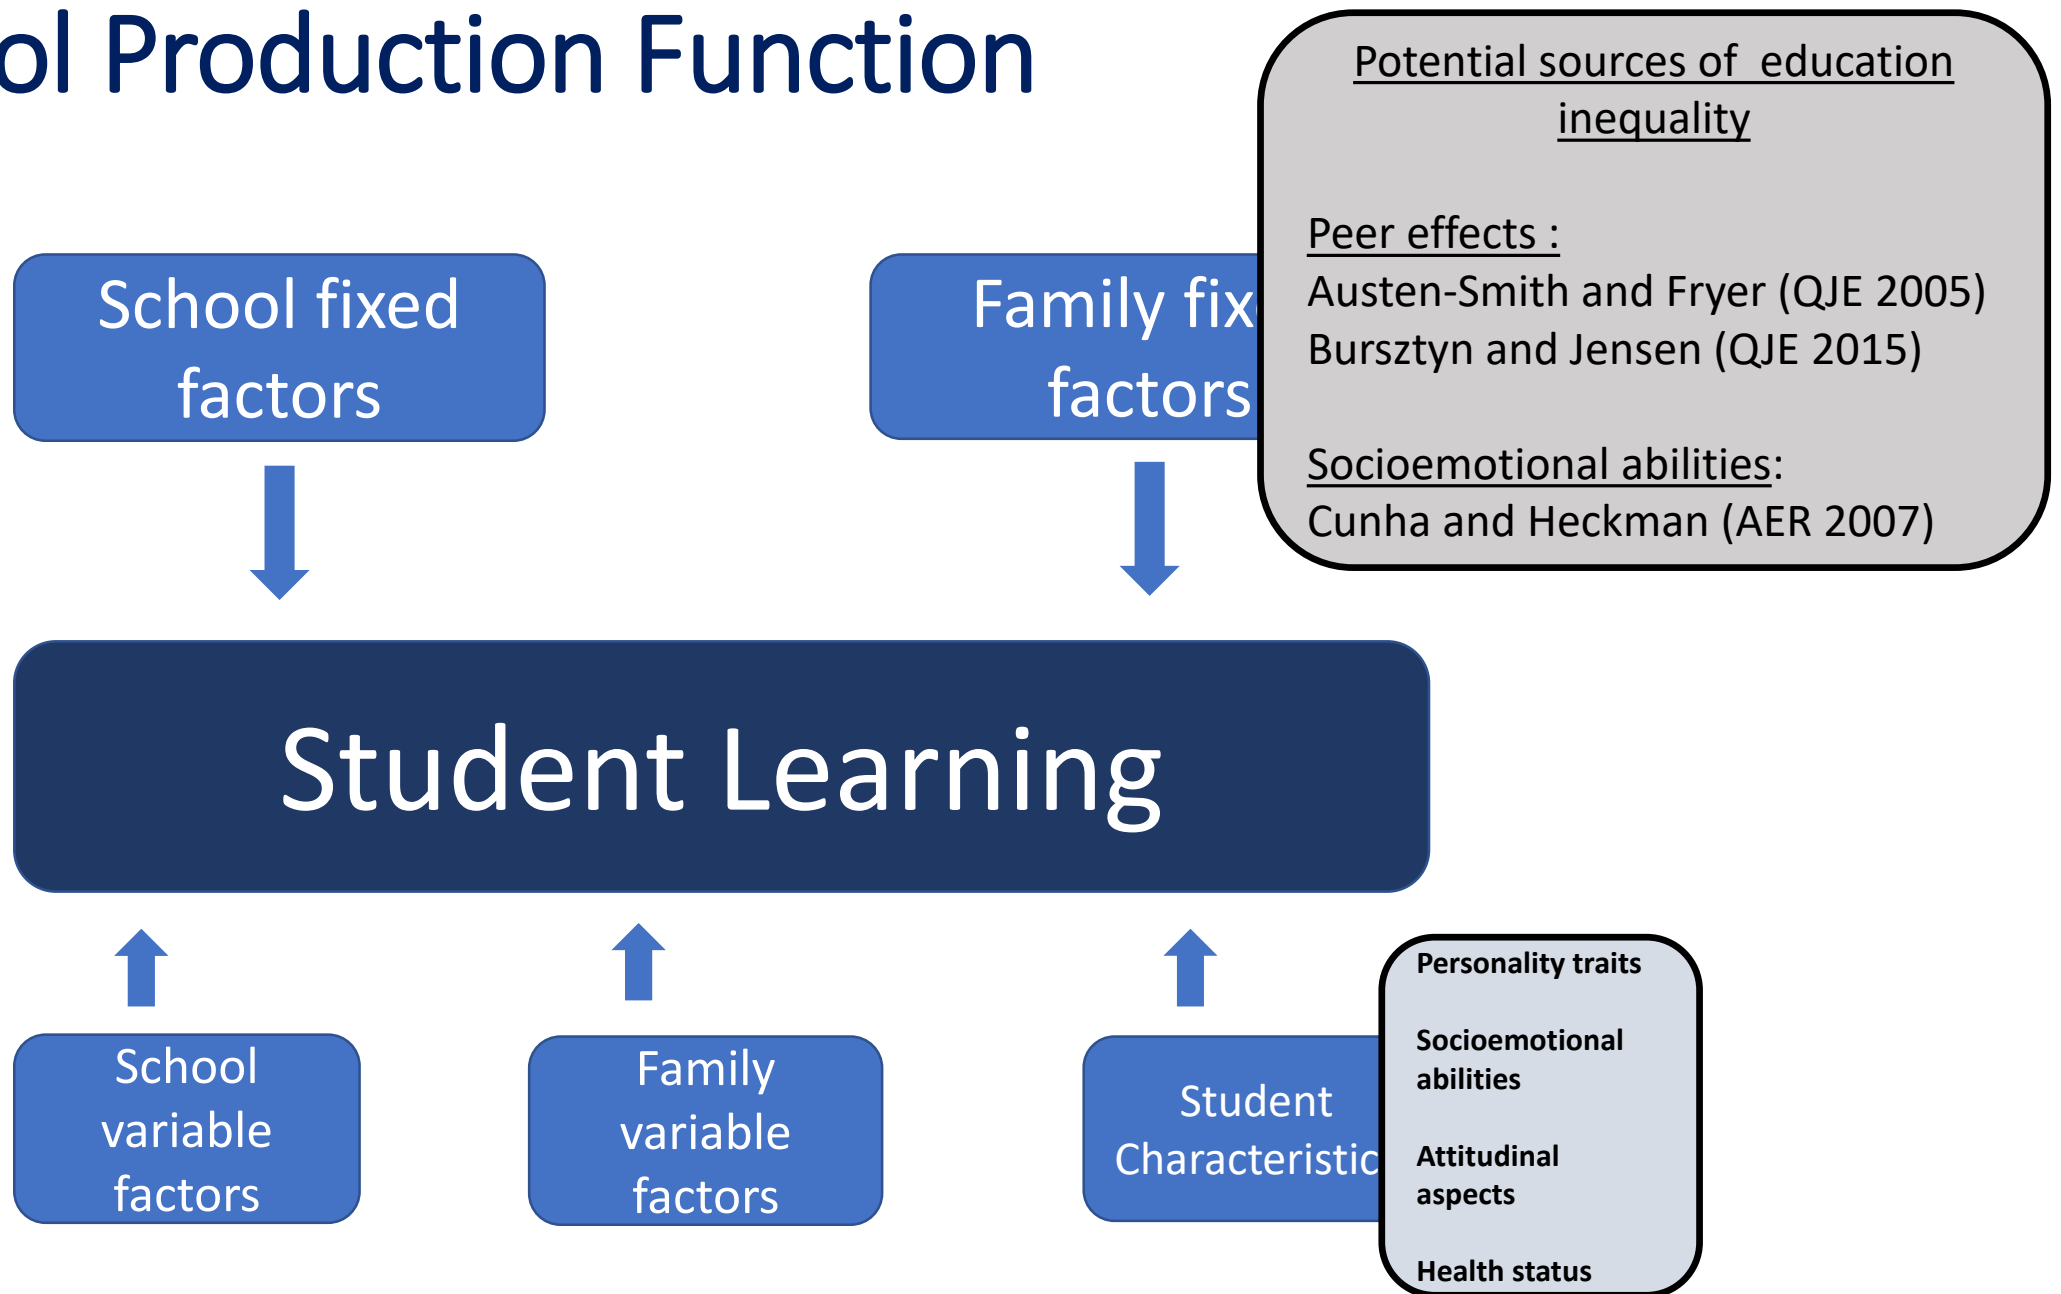 ol Production Function
Potential sources of education
inequality
Peer effects :
Austen-Smith and Fryer (QJE 2005)
Bursztyn and Jensen (QJE 2015)
Socioemotional abilities:
Cunha and Heckman (AER 2007)
School fixed
factors
Family fix
factors
Student Learning
School
variable
factors
Family
variable
factors
Student
Characteristic
Personality traits
Socioemotional
abilities
Attitudinal
aspects
Health status